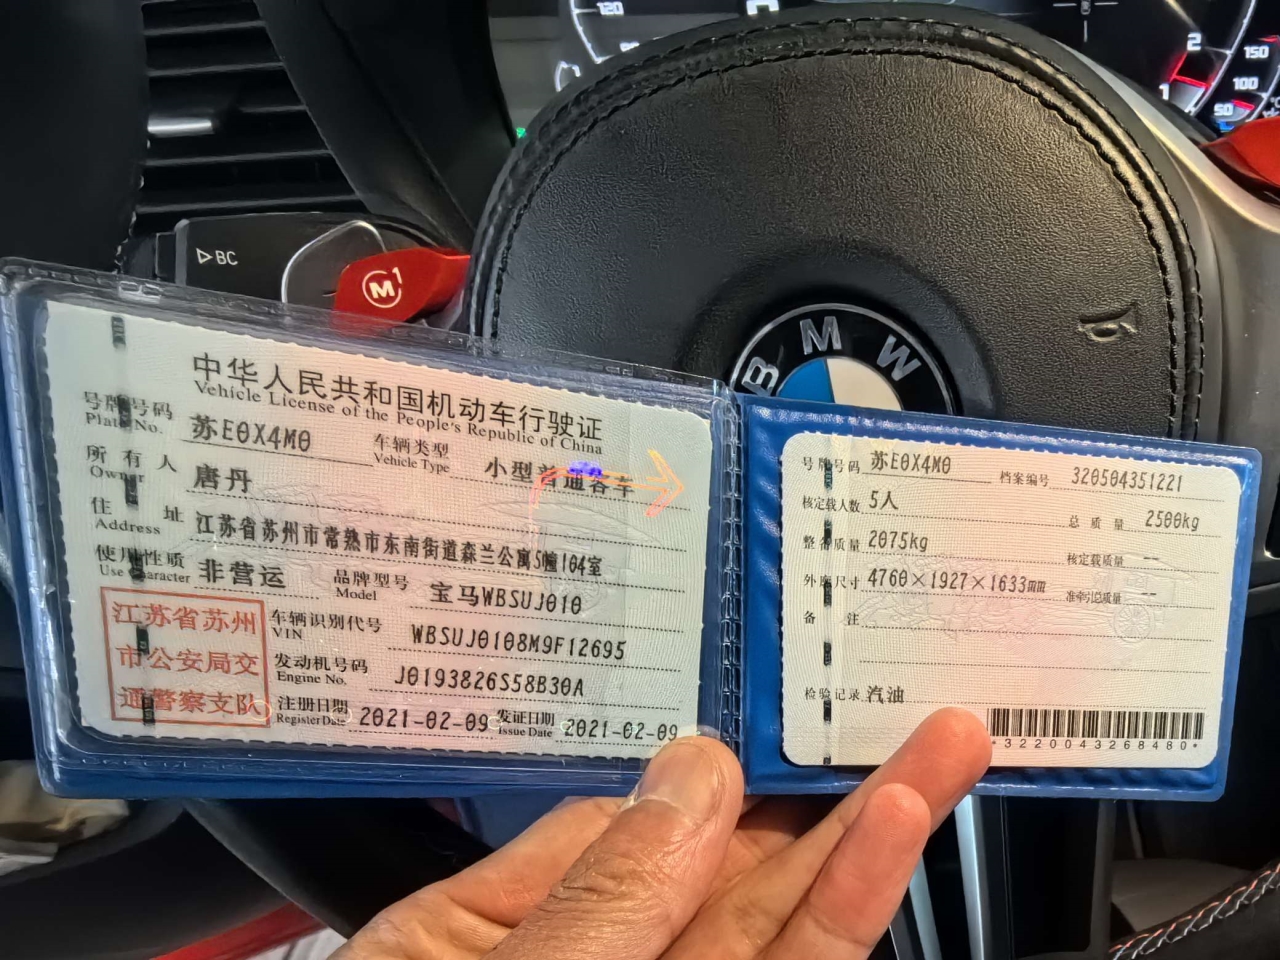 120
2
1
150
100
50
▷BC
M1
BMW
中华人民共和国机动车行驶证
Vehicle License of the People's Republic of China
号牌号码 苏E0X4M0 车辆类型 小型普通客车
Plate No. Vehicle Type
所有人 唐丹
Owner
住址 江苏省苏州市常熟市东南街道森兰公寓5幢104室
Address
使用性质 非营运 品牌型号 宝马WBSUJ010
Use Character Model
江苏省苏州
市公安局交
通警察支队
车辆识别代号 WBSUJ0108M9F12695
VIN
发动机号码 J0193826S58B30A
Engine No.
注册日期 2021-02-09 发证日期 2021-02-09
Register Date Issue Date
号牌号码 苏E0X4M0 档案编号 320504351221
核定载人数 5人 总质量 2500kg
整备质量 2075kg 核定载质量 --
外廓尺寸 4760×1927×1633mm 准牵引总质量 --
备注
检验记录 汽油
*3220043268480*